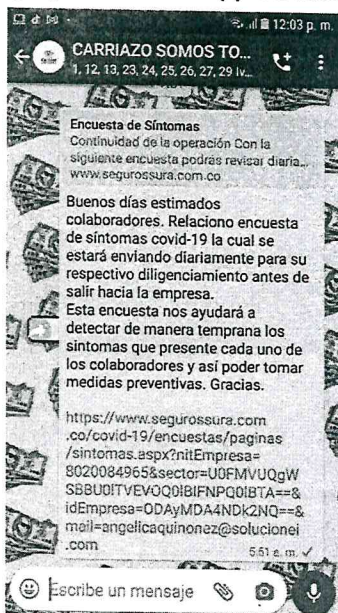 12:03 p. m.
CARRIAZO SOMOS TO...
1, 12, 13, 23, 24, 25, 26, 27, 29 Iv...
Encuesta de Síntomas
Continuidad de la operación Con la
siguiente encuesta podrás revisar diaria...
www.segurossura.com.co
Buenos días estimados
colaboradores. Relaciono encuesta
de síntomas covid-19 la cual se
estará enviando diariamente para su
respectivo diligenciamiento antes de
salir hacia la empresa.
Esta encuesta nos ayudará a
detectar de manera temprana los
sintomas que presente cada uno de
los colaboradores y así poder tomar
medidas preventivas. Gracias.
https://www.segurossura.com
.co/covid-19/encuestas/paginas
/sintomas.aspx?nitEmpresa=
8020084965&sector=U0FMVUQgW
SBBU0lTVEVOQ0lBIFNPQ0lBTA==&
idEmpresa=ODAyMDA4NDk2NQ==&
mail=angelicaquinonez@solucionei
.com
5:51 a. m.
Escribe un mensaje